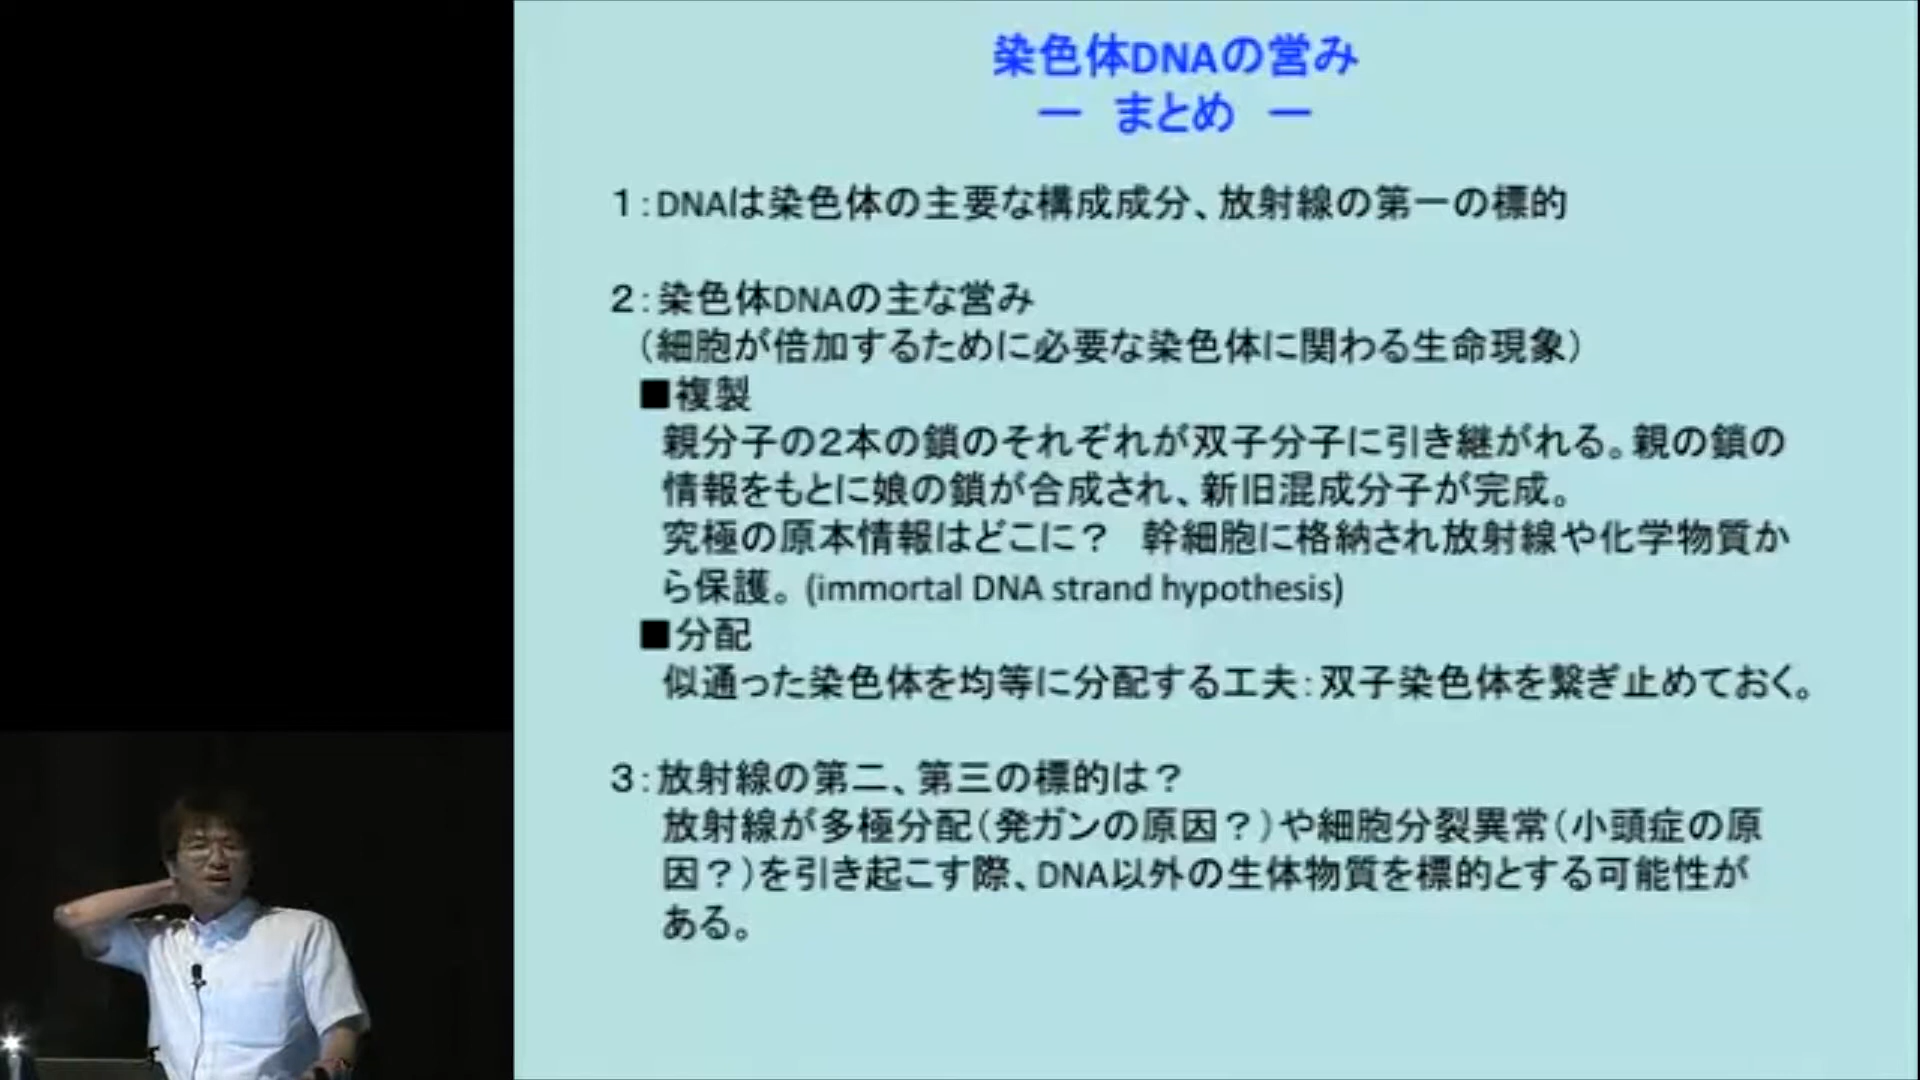 染色体DNAの営み
ー まとめ ー
1：DNAは染色体の主要な構成成分、放射線の第一の標的
2：染色体DNAの主な営み
（細胞が倍加するために必要な染色体に関わる生命現象）
■複製
親分子の2本の鎖のそれぞれが双子分子に引き継がれる。親の鎖の
情報をもとに娘の鎖が合成され、新旧混成分子が完成。
究極の原本情報はどこに？ 幹細胞に格納され放射線や化学物質か
ら保護。(immortal DNA strand hypothesis)
■分配
似通った染色体を均等に分配する工夫：双子染色体を繋ぎ止めておく。
3：放射線の第二、第三の標的は？
放射線が多極分配（発ガンの原因？）や細胞分裂異常（小頭症の原
因？）を引き起こす際、DNA以外の生体物質を標的とする可能性が
ある。